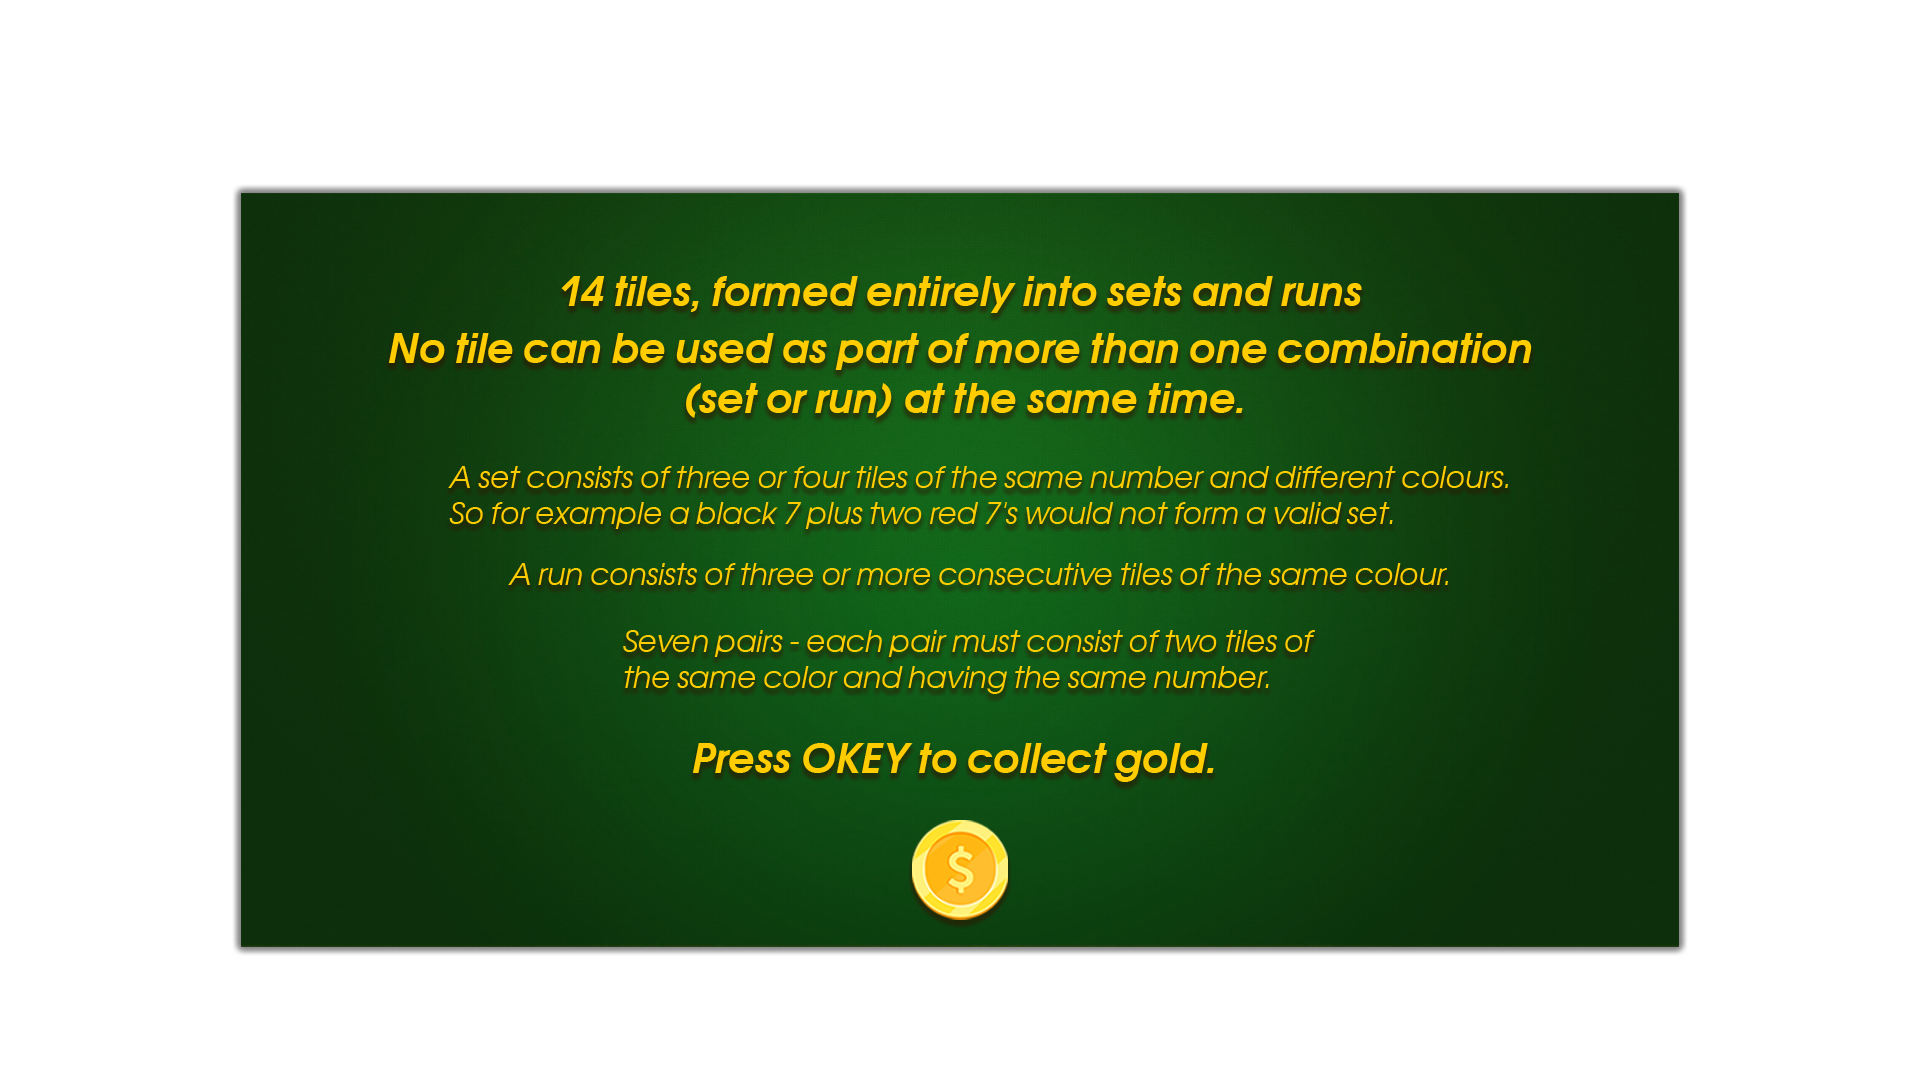 14 tiles, formed entirely into sets and runs
No tile can be used as part of more than one combination
(set or run) at the same time.
A set consists of three or four tiles of the same number and different colours.
So for example a black 7 plus two red 7's would not form a valid set.
A run consists of three or more consecutive tiles of the same colour.
Seven pairs - each pair must consist of two tiles of
the same color and having the same number.
Press OKEY to collect gold.
$